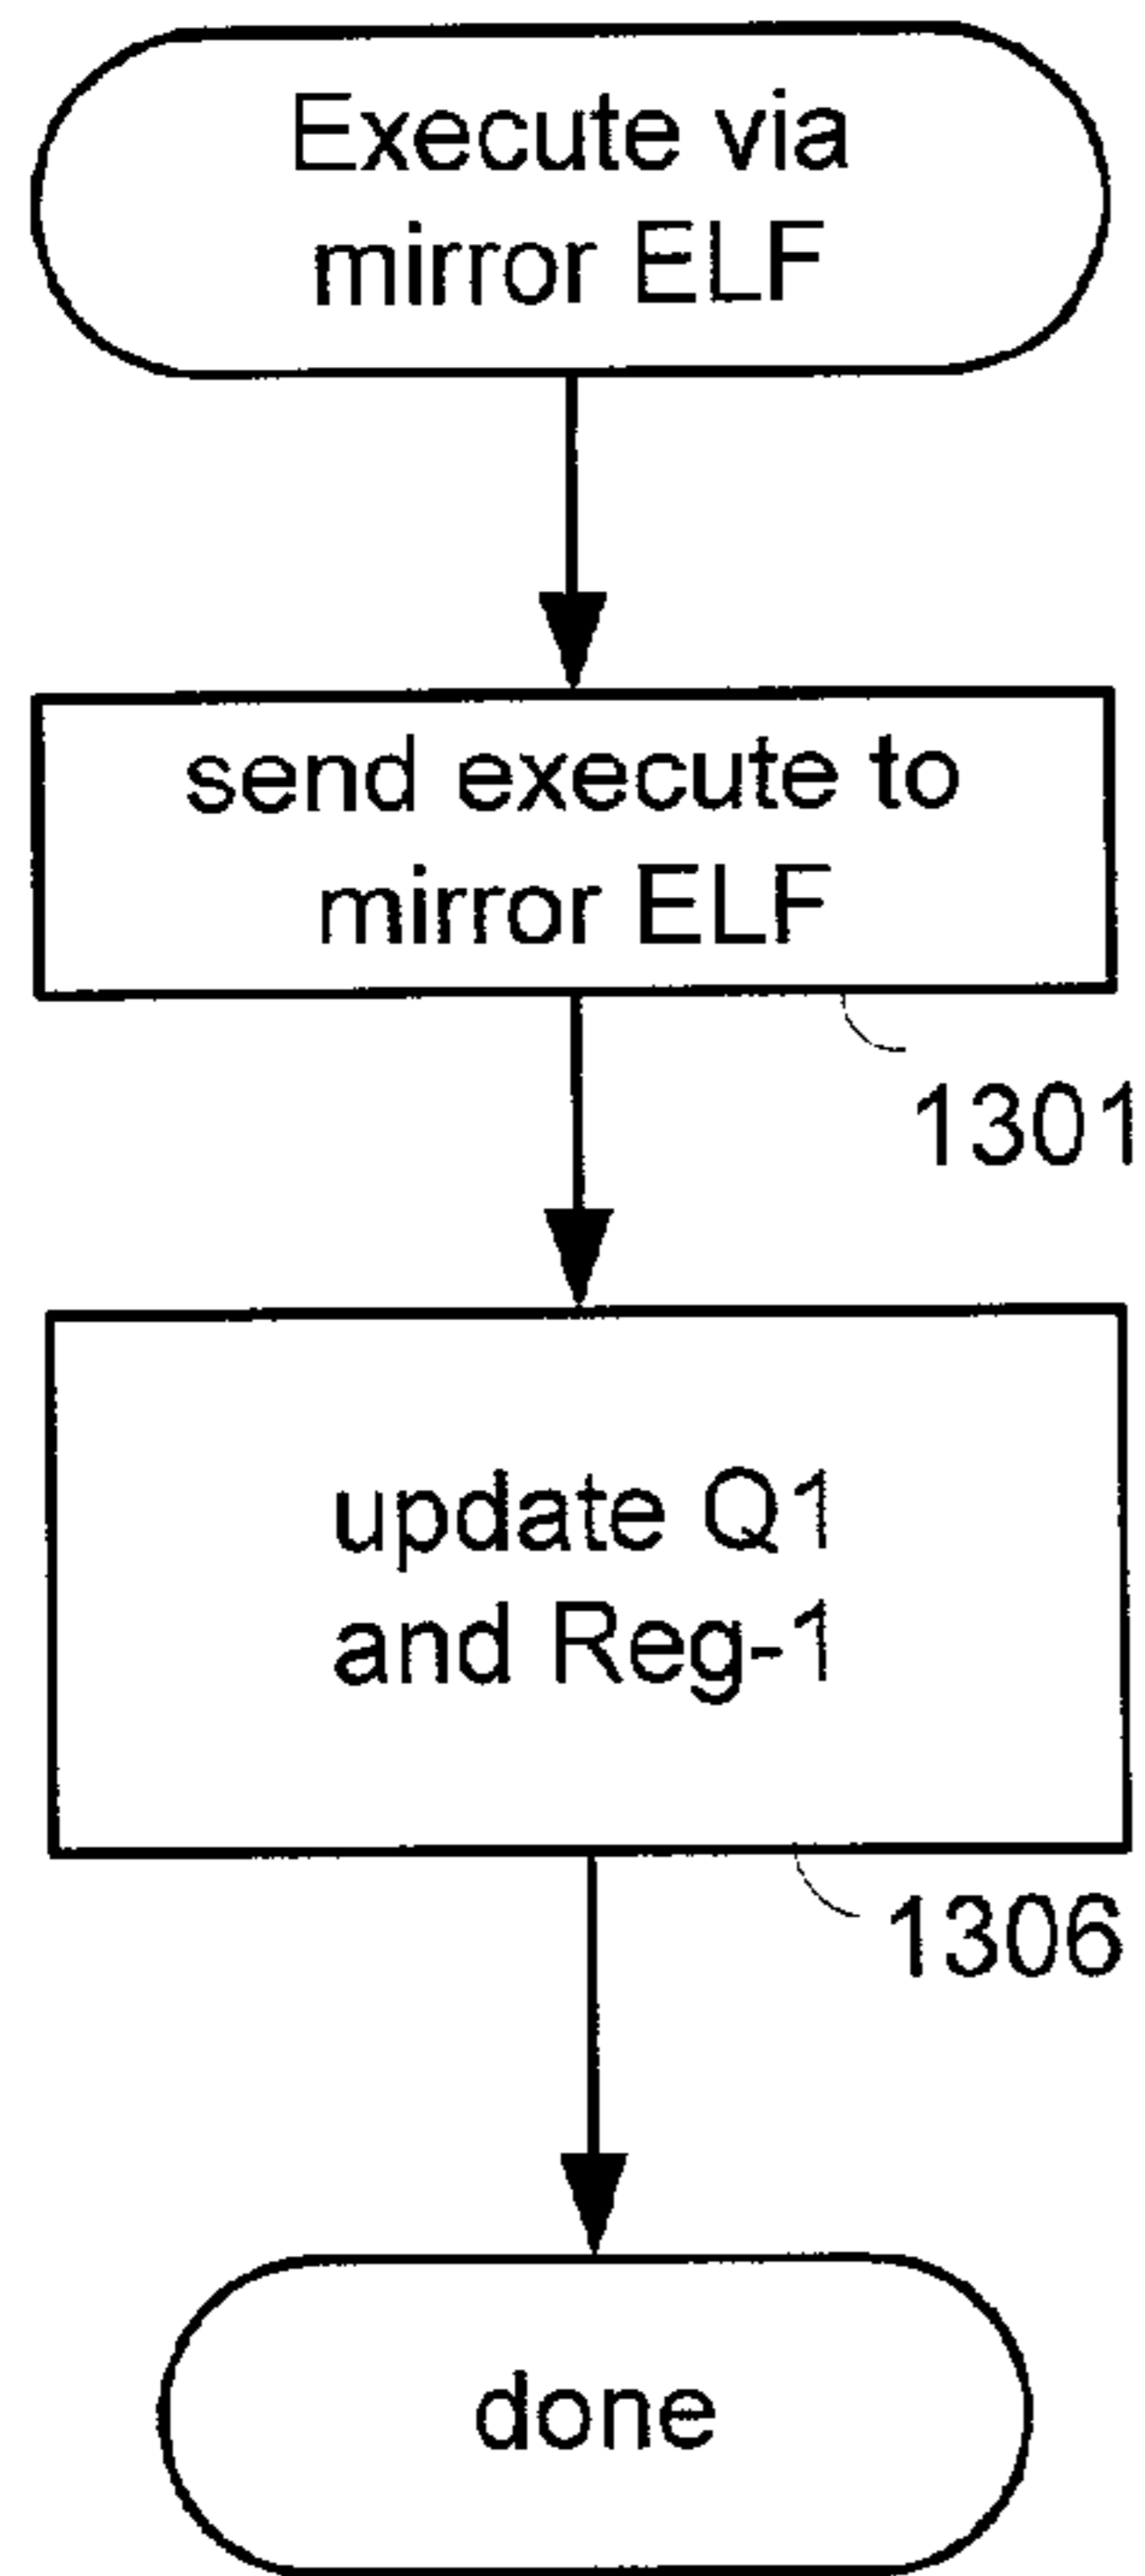 Execute via
mirror ELF
send execute to
mirror ELF
1301
update Q1
and Reg-1
1306
done